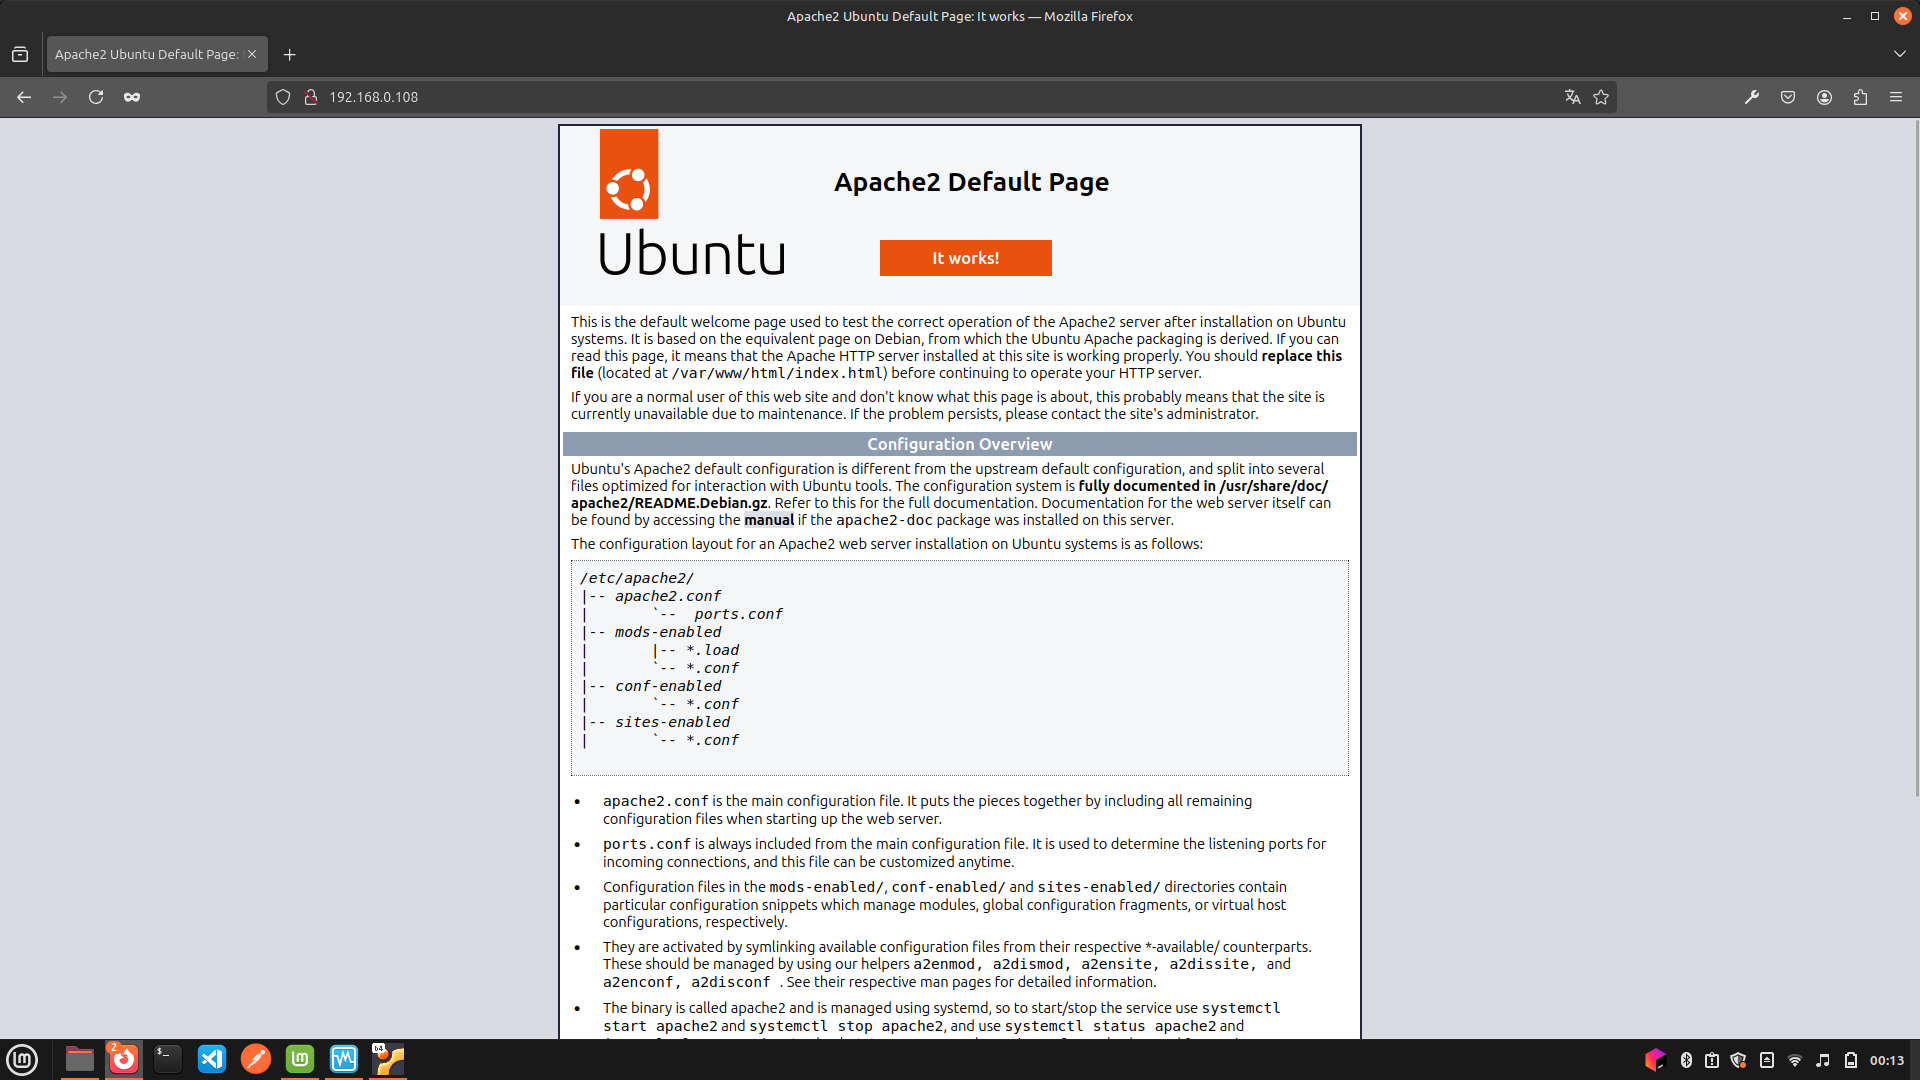 Apache2 Ubuntu Default Page: It works — Mozilla Firefox
Apache2 Ubuntu Default Page:
192.168.0.108
Ubuntu
Apache2 Default Page
It works!
This is the default welcome page used to test the correct operation of the Apache2 server after installation on Ubuntu
systems. It is based on the equivalent page on Debian, from which the Ubuntu Apache packaging is derived. If you can
read this page, it means that the Apache HTTP server installed at this site is working properly. You should replace this
file (located at /var/www/html/index.html) before continuing to operate your HTTP server.
If you are a normal user of this web site and don't know what this page is about, this probably means that the site is
currently unavailable due to maintenance. If the problem persists, please contact the site's administrator.
Configuration Overview
Ubuntu's Apache2 default configuration is different from the upstream default configuration, and split into several
files optimized for interaction with Ubuntu tools. The configuration system is fully documented in /usr/share/doc/
apache2/README.Debian.gz. Refer to this for the full documentation. Documentation for the web server itself can
be found by accessing the manual if the apache2-doc package was installed on this server.
The configuration layout for an Apache2 web server installation on Ubuntu systems is as follows:
/etc/apache2/
|-- apache2.conf
|       `--  ports.conf
|-- mods-enabled
|       |-- *.load
|       `-- *.conf
|-- conf-enabled
|       `-- *.conf
|-- sites-enabled
|       `-- *.conf
• apache2.conf is the main configuration file. It puts the pieces together by including all remaining
configuration files when starting up the web server.
• ports.conf is always included from the main configuration file. It is used to determine the listening ports for
incoming connections, and this file can be customized anytime.
• Configuration files in the mods-enabled/, conf-enabled/ and sites-enabled/ directories contain
particular configuration snippets which manage modules, global configuration fragments, or virtual host
configurations, respectively.
• They are activated by symlinking available configuration files from their respective *-available/ counterparts.
These should be managed by using our helpers a2enmod, a2dismod, a2ensite, a2dissite, and
a2enconf, a2disconf . See their respective man pages for detailed information.
• The binary is called apache2 and is managed using systemd, so to start/stop the service use systemctl
start apache2 and systemctl stop apache2, and use systemctl status apache2 and
2
64
00:13